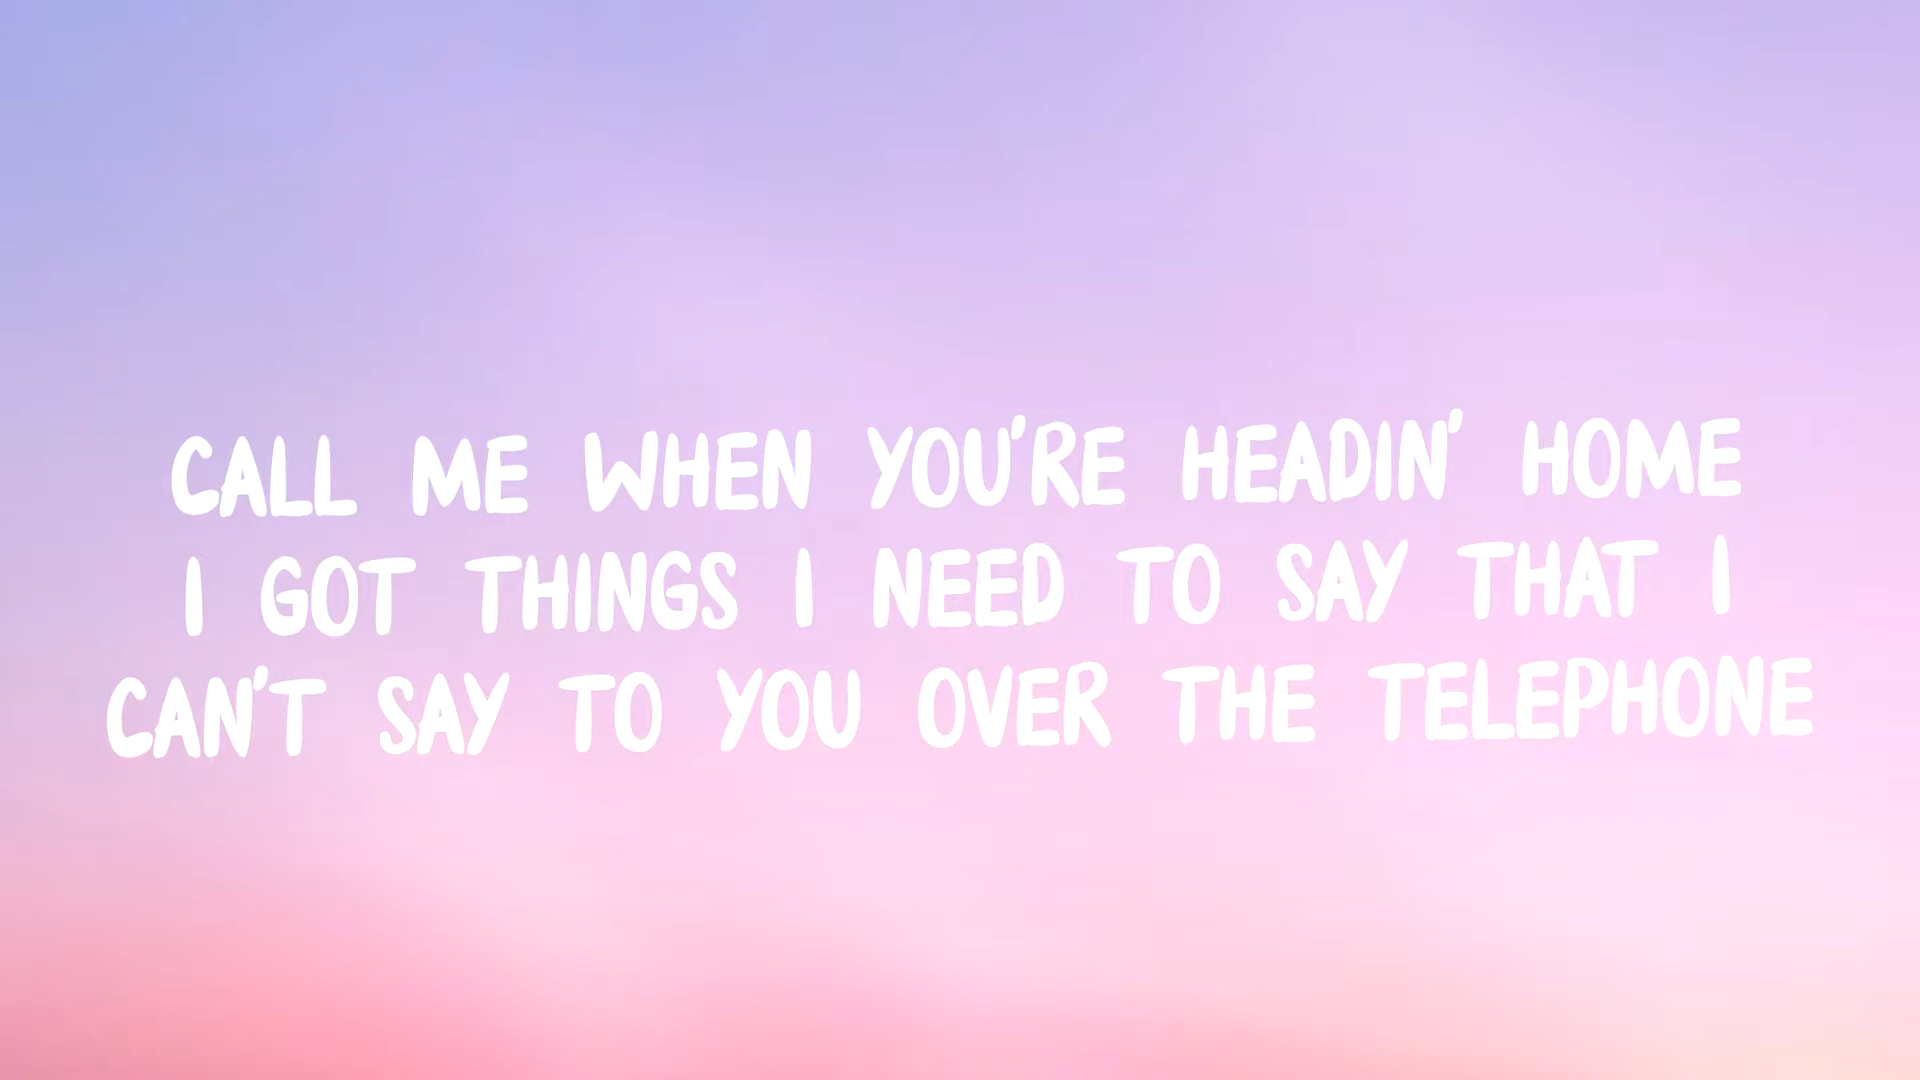 CALL ME WHEN YOU'RE HEADIN' HOME
I GOT THINGS I NEED TO SAY THAT I
CAN'T SAY TO YOU OVER THE TELEPHONE